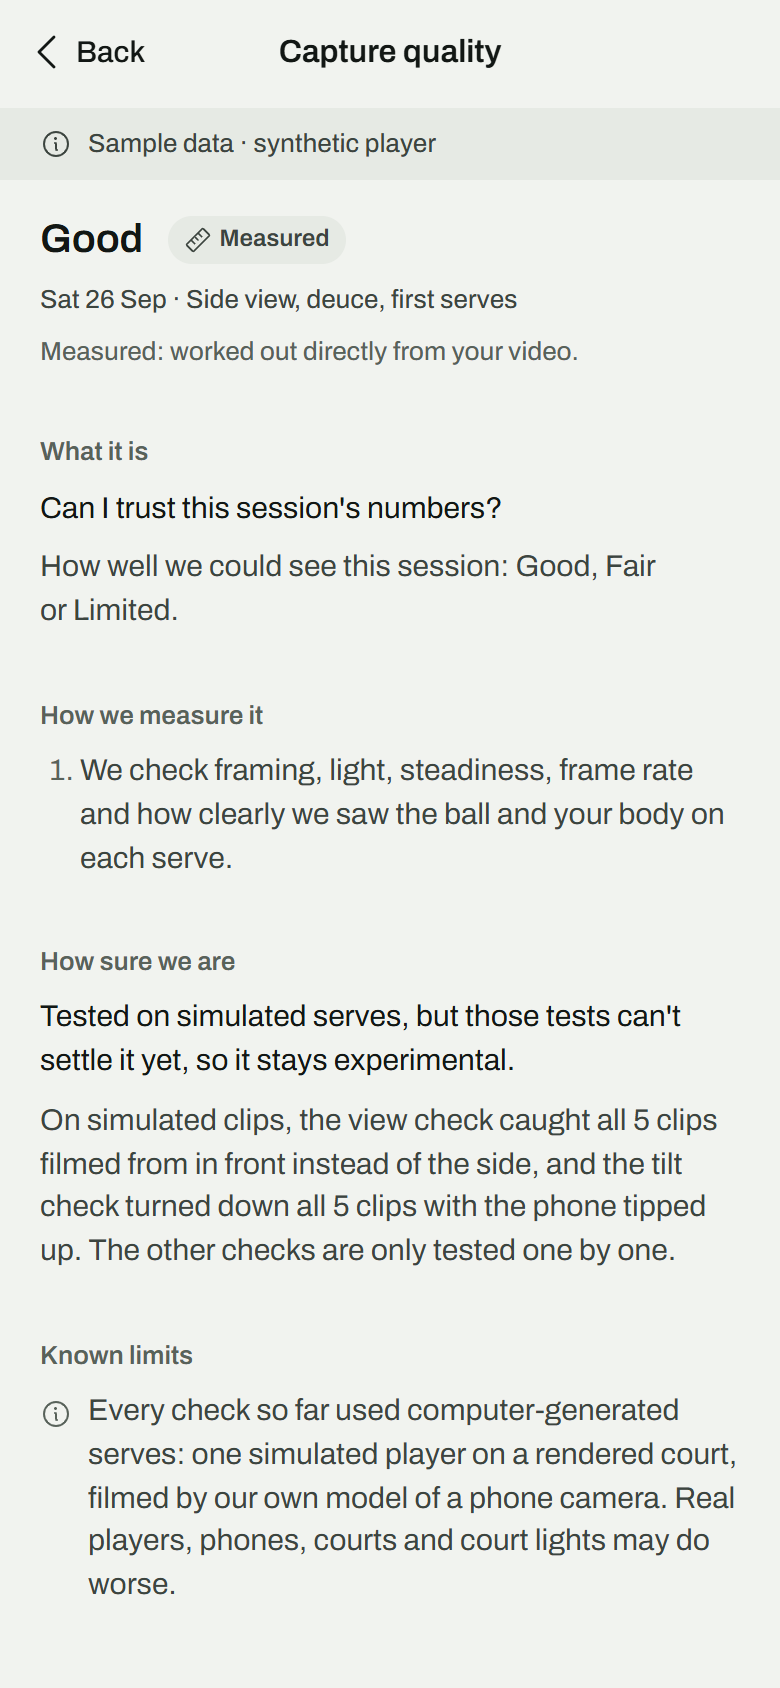 Back
Capture quality
Sample data · synthetic player
Good
Measured
Sat 26 Sep · Side view, deuce, first serves
Measured: worked out directly from your video.
What it is
Can I trust this session's numbers?
How well we could see this session: Good, Fair
or Limited.
How we measure it
1. We check framing, light, steadiness, frame rate
and how clearly we saw the ball and your body on
each serve.
How sure we are
Tested on simulated serves, but those tests can't
settle it yet, so it stays experimental.
On simulated clips, the view check caught all 5 clips
filmed from in front instead of the side, and the tilt
check turned down all 5 clips with the phone tipped
up. The other checks are only tested one by one.
Known limits
Every check so far used computer-generated
serves: one simulated player on a rendered court,
filmed by our own model of a phone camera. Real
players, phones, courts and court lights may do
worse.